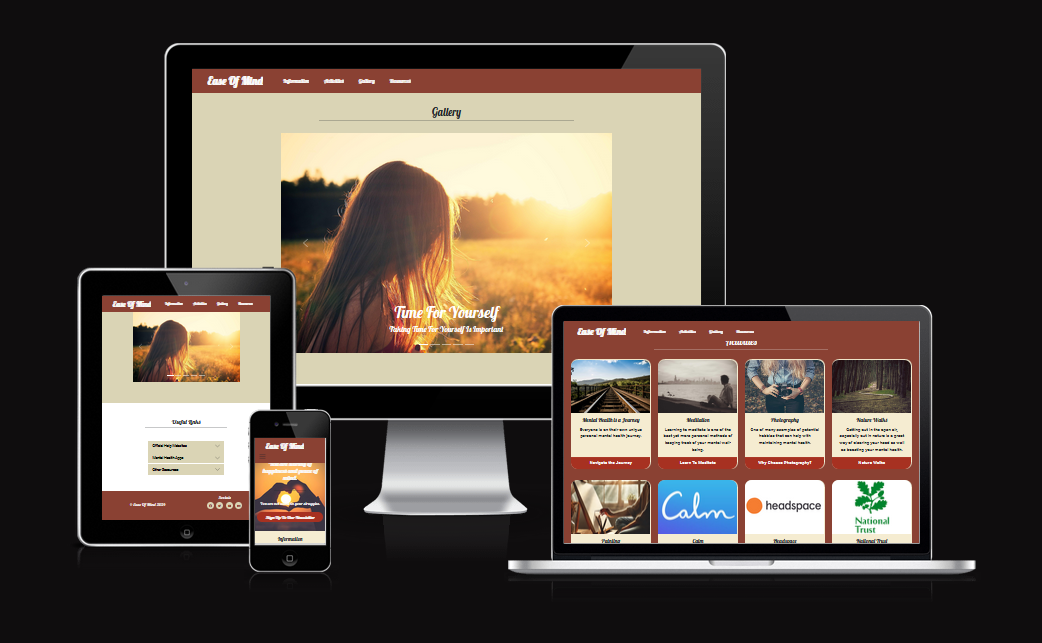 Ease Of Mind Information Activities Gallery Resources
Gallery
Time For Yourself
Taking Time For Yourself Is Important
Ease Of Mind Information Activities Gallery Resources
Useful Links
Official Help Websites
Mental Health Apps
Other Resources
Socials
© Ease Of Mind
Ease Of Mind
Sign Up To Our Newsletter
Information
Ease Of Mind Information Activities Gallery Resources
Activities
Mental Health is a Journey
Everyone is on their own unique
personal mental health journey.
Navigate the Journey
Meditation
Learning to meditate is one of the
best yet more personal methods of
keeping track of your mental well-
being.
Learn To Meditate
Photography
One of many examples of potential
hobbies that can help with
maintaining mental health.
Why Choose Photography?
Nature Walks
Getting out in the open air,
especially out in nature is a great
way of clearing your head as well
as boosting your mental health.
Nature Walks
Painting
Calm
Calm
headspace
Headspace
National
Trust
National Trust